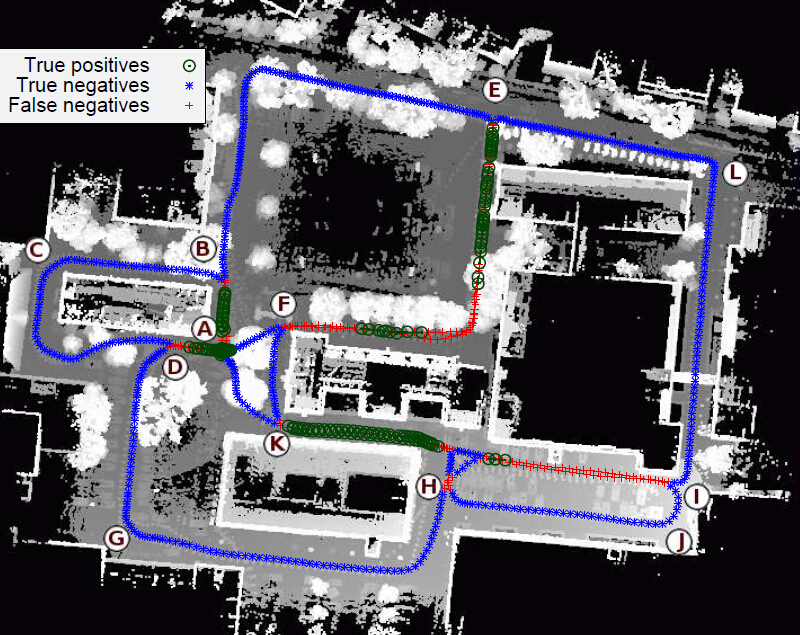 True positives
True negatives
False negatives
E
L
C
B
F
A
D
K
H
I
G
J